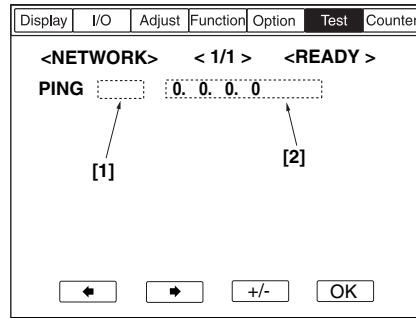 Display I/O Adjust Function Option Test Counter
<NETWORK> < 1/1 > <READY >
PING 0. 0. 0. 0
[1] [2]
+/- OK